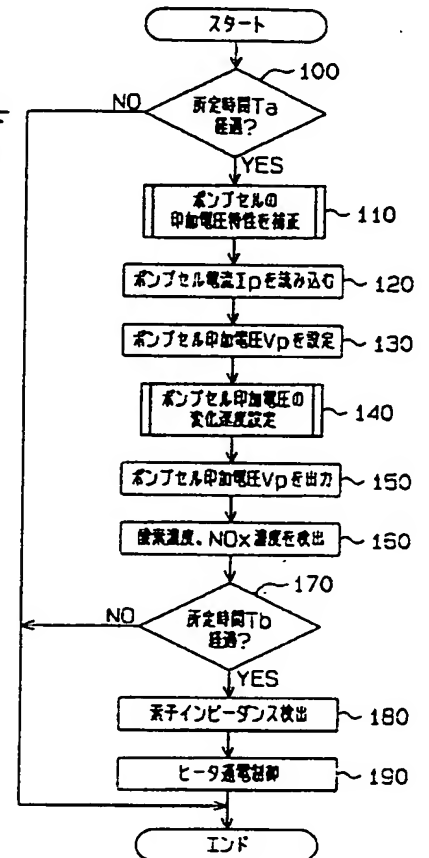 スタート
100
所定時間Ta
経過?
NO
YES
ポンプセルの
印加電圧特性を補正
110
ポンプセル電流Ipを読み込む
120
ポンプセル印加電圧Vpを設定
130
ポンプセル印加電圧の
変化速度設定
140
ポンプセル印加電圧Vpを出力
150
酸素濃度、NOx濃度を検出
160
170
所定時間Tb
経過?
NO
YES
素子インピーダンス検出
180
ヒータ通電制御
190
エンド